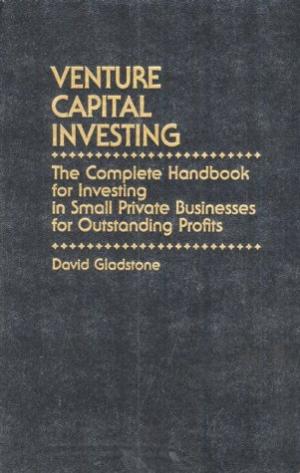 VENTURE
CAPITAL
INVESTING
The Complete Handbook
for Investing
in Small Private Businesses
for Outstanding Profits
David Gladstone